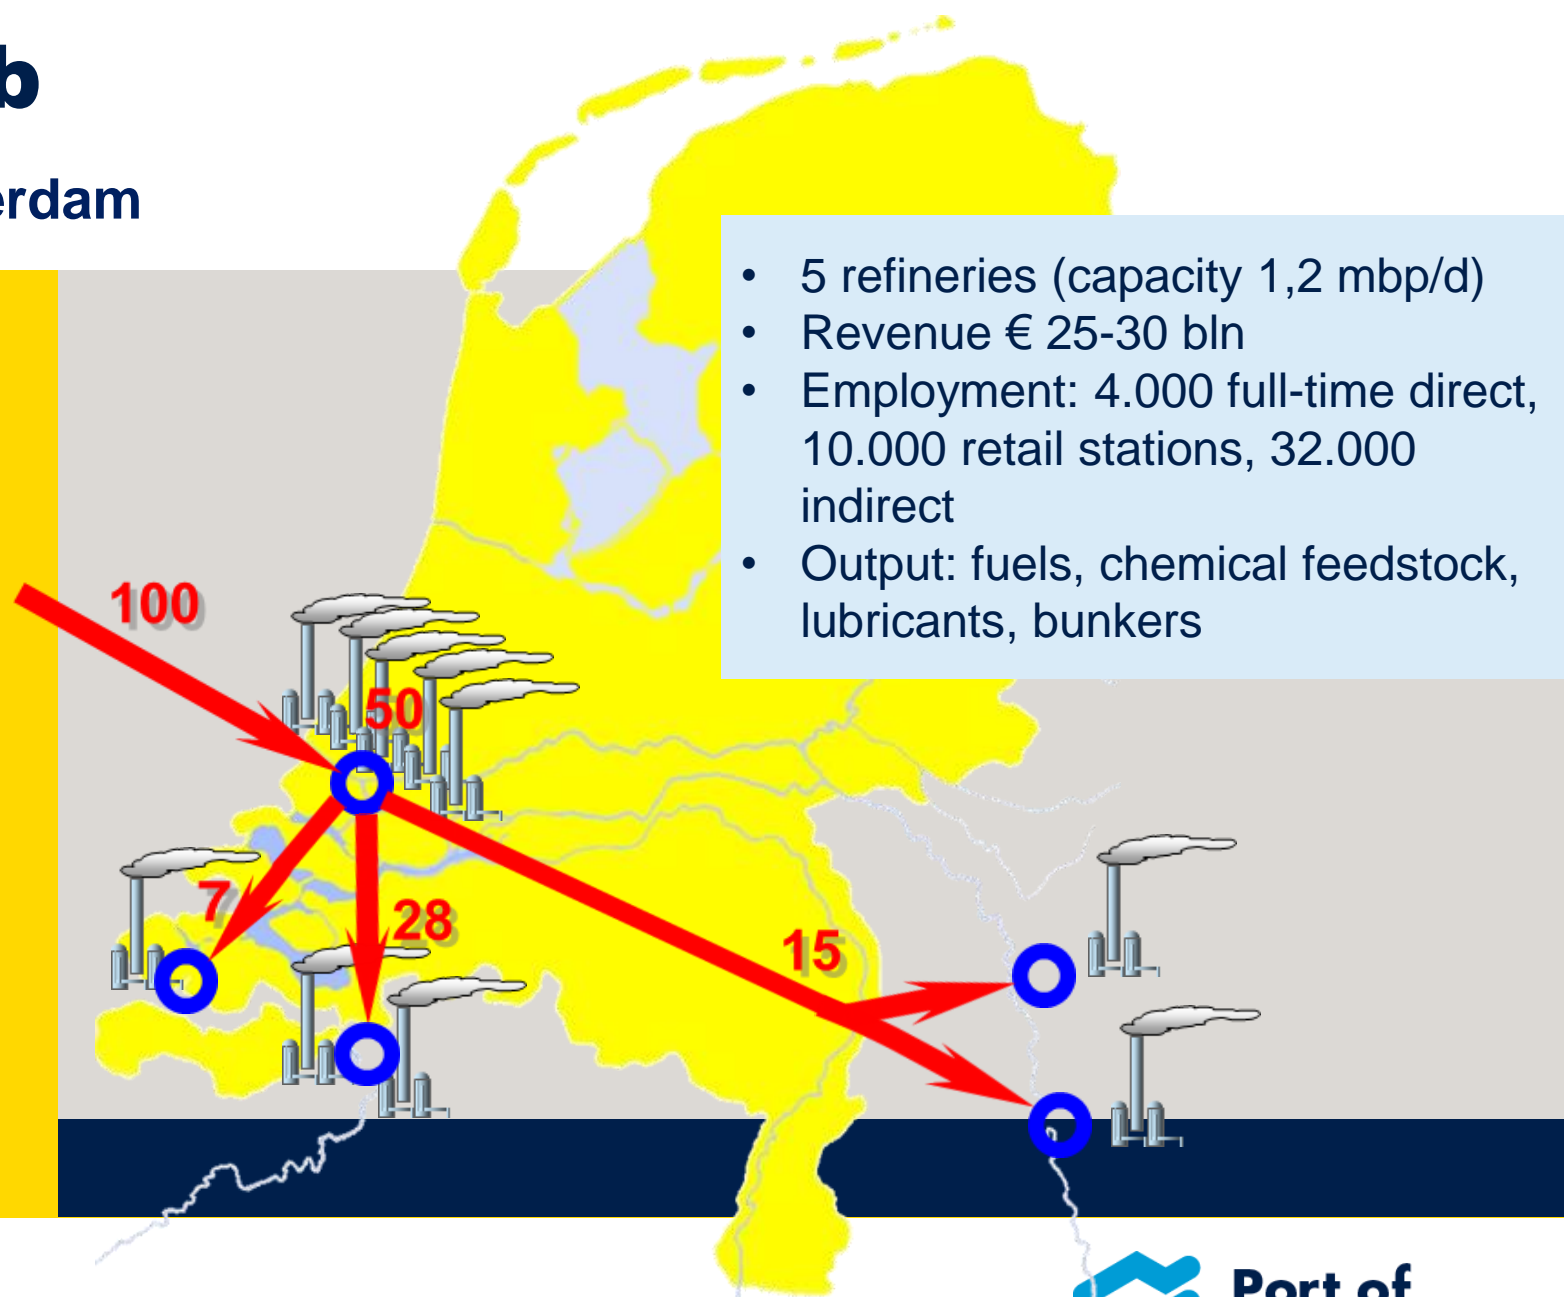 b
erdam
• 5 refineries (capacity 1,2 mbp/d)
• Revenue € 25-30 bln
• Employment: 4.000 full-time direct,
10.000 retail stations, 32.000
indirect
• Output: fuels, chemical feedstock,
lubricants, bunkers
100
50
7
28
15
Port of